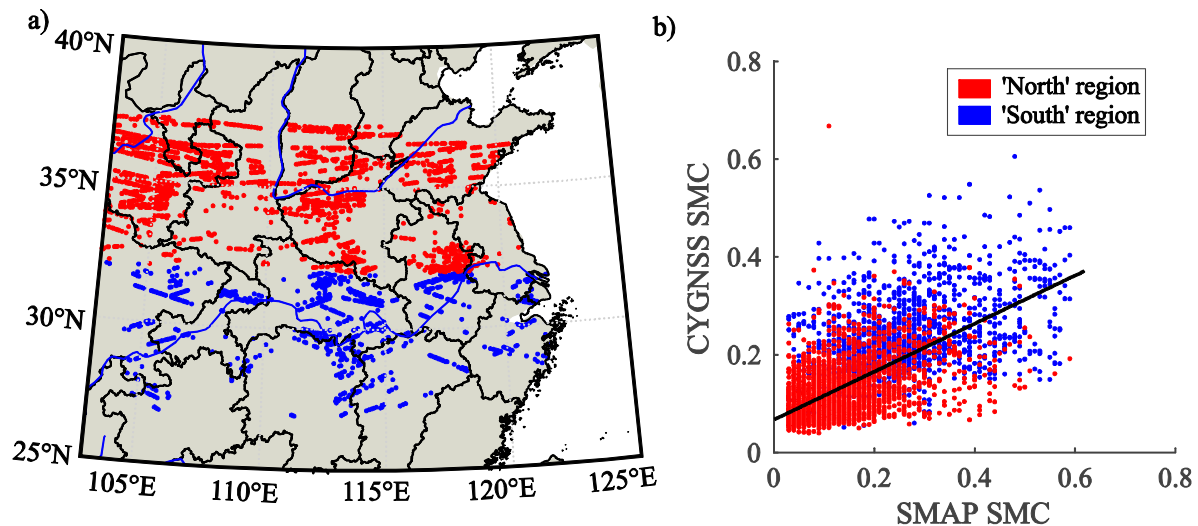 a)
40°N
35°N
30°N
25°N
105°E
110°E
115°E
120°E
125°E
b)
0.8
0.6
0.4
0.2
0
0
0.2
0.4
0.6
0.8
CYGNSS SMC
SMAP SMC
'North' region
'South' region